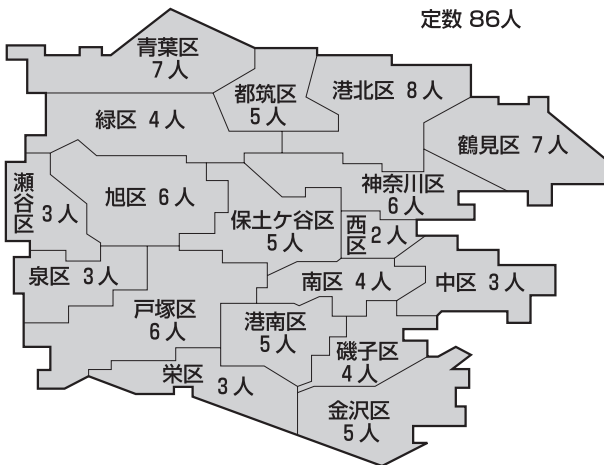 定数 86人
青葉区
7人
都筑区
5人
港北区 8人
緑区 4人
鶴見区 7人
瀬谷区 3人
旭区 6人
神奈川区
6人
保土ケ谷区
5人
西区 2人
泉区 3人
南区 4人
中区 3人
戸塚区
6人
港南区
5人
磯子区
4人
栄区 3人
金沢区
5人